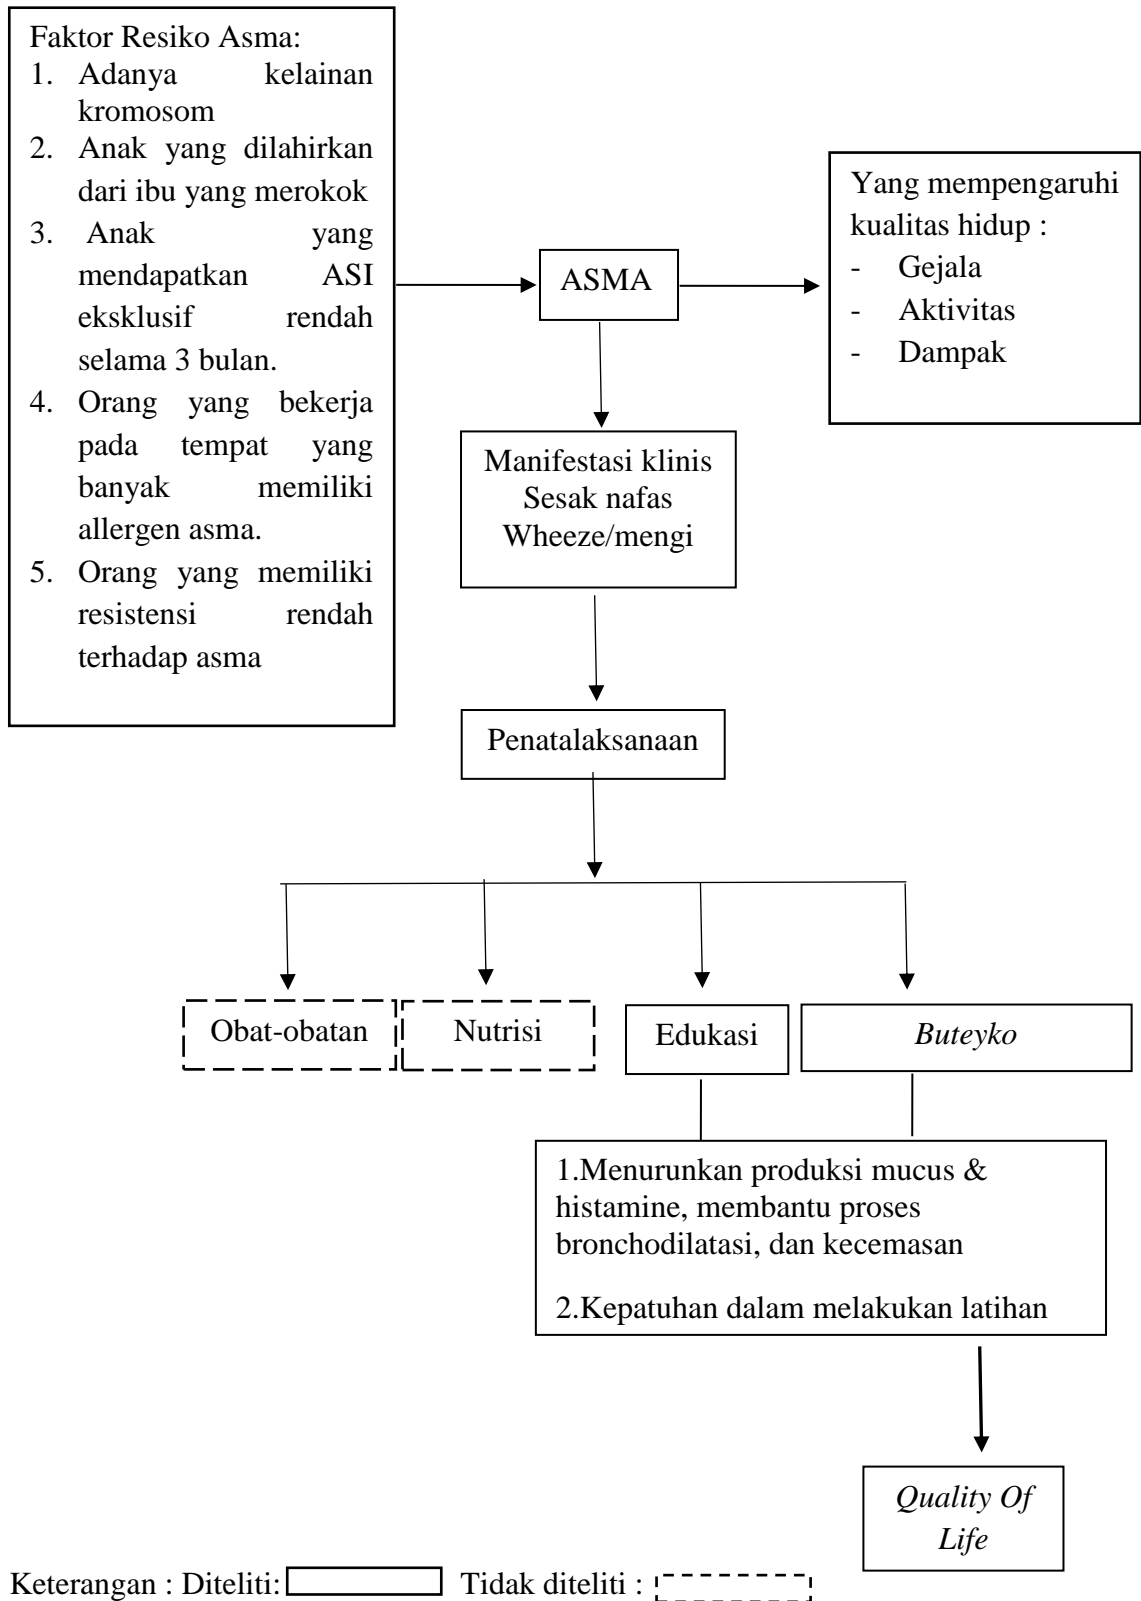 Faktor Resiko Asma:
1. Adanya kelainan
kromosom
2. Anak yang dilahirkan
dari ibu yang merokok
3. Anak yang
mendapatkan ASI
eksklusif rendah
selama 3 bulan.
4. Orang yang bekerja
pada tempat yang
banyak memiliki
allergen asma.
5. Orang yang memiliki
resistensi rendah
terhadap asma
ASMA
Yang mempengaruhi
kualitas hidup :
- Gejala
- Aktivitas
- Dampak
Manifestasi klinis
Sesak nafas
Wheeze/mengi
Penatalaksanaan
Obat-obatan
Nutrisi
Edukasi
Buteyko
1.Menurunkan produksi mucus &
histamine, membantu proses
bronchodilatasi, dan kecemasan
2.Kepatuhan dalam melakukan latihan
Quality Of
Life
Keterangan : Diteliti: Tidak diteliti :